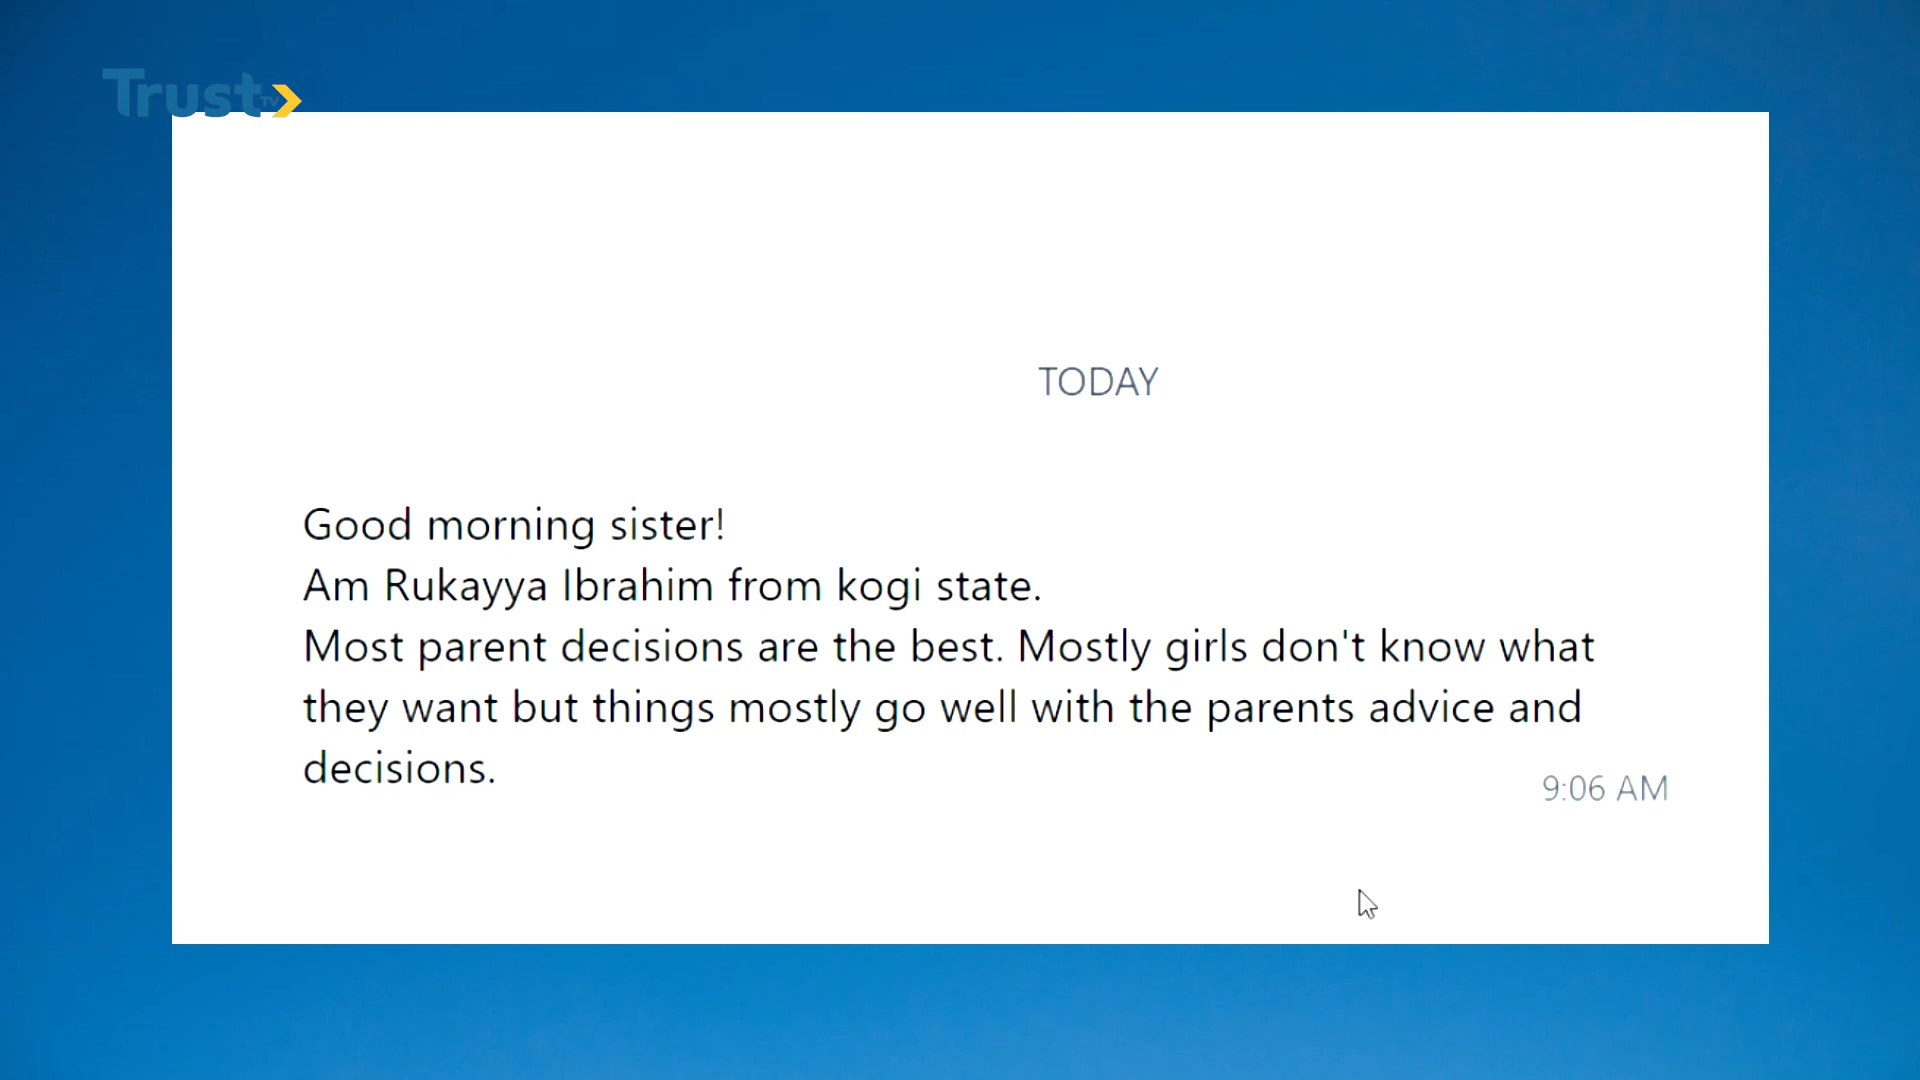 Trust TV
TODAY
Good morning sister!
Am Rukayya Ibrahim from kogi state.
Most parent decisions are the best. Mostly girls don't know what
they want but things mostly go well with the parents advice and
decisions.
9:06 AM